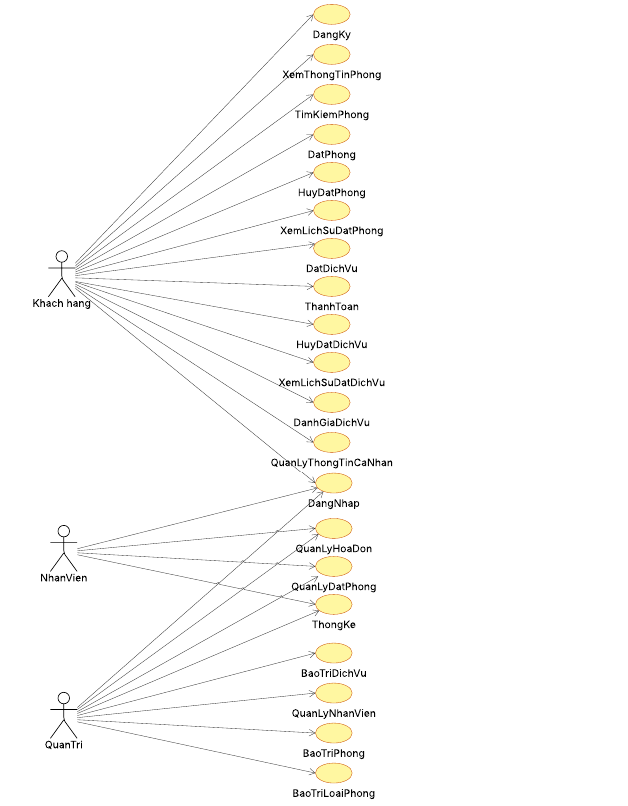 DangKy
XemThongTinPhong
TimKiemPhong
DatPhong
HuyDatPhong
XemLichSuDatPhong
DatDichVu
Khach hang
ThanhToan
HuyDatDichVu
XemLichSuDatDichVu
DanhGiaDichVu
QuanLyThongTinCaNhan
DangNhap
QuanLyHoaDon
NhanVien
QuanLyDatPhong
ThongKe
BaoTriDichVu
QuanLyNhanVien
QuanTri
BaoTriPhong
BaoTriLoaiPhong